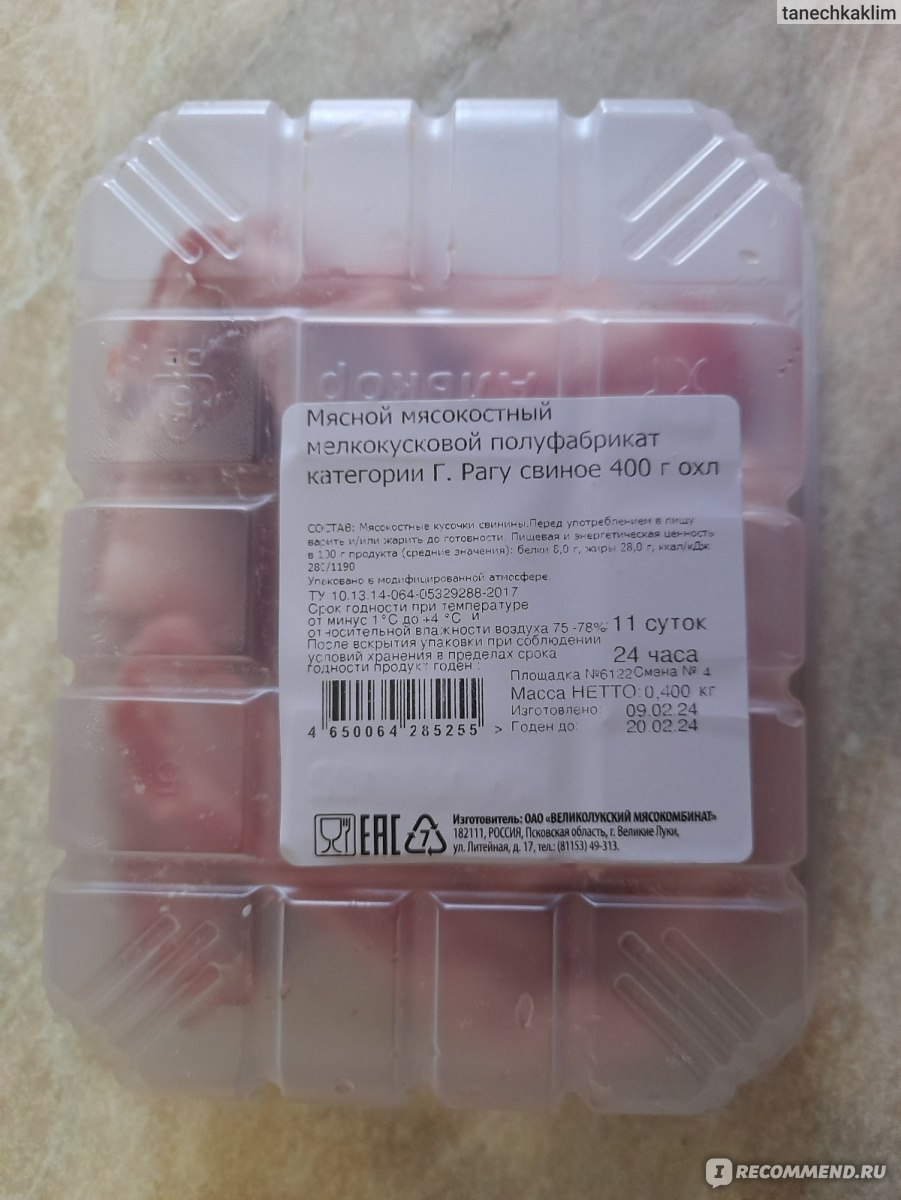 tanechkaklim
Алькор
PP
Мясной мясокостный
мелкокусковой полуфабрикат
категории Г. Рагу свиное 400 г охл
СОСТАВ: Мясокостные кусочки свинины.Перед употреблением в пищу
варить и/или жарить до готовности. Пищевая и энергетическая ценность
в 100 г продукта (средние значения): белки 8,0 г, жиры 28,0 г, ккал/кДж
/1190
Упаковано в модифицированной атмосфере.
ТУ 10.13.14-064-05329288-2017
Срок годности при температуре
от минус 1°С до +4 °С и
относительной влажности воздуха 75 -78%: 11 суток
После вскрытия упаковки при соблюдении
условий хранения в пределах срока
годности продукт годен : 24 часа
Площадка №6122 Смена № 4
Масса НЕТТО: 0,400 кг
Изготовлено: 09.02.24
Годен до: 20.02.24
4 650064 285255 >
EAC
7
Изготовитель: ОАО «ВЕЛИКОЛУКСКИЙ МЯСОКОМБИНАТ»
182111, РОССИЯ, Псковская область, г. Великие Луки,
ул. Литейная, д. 17, тел.: (81153) 49-313.
IRECOMMEND.RU